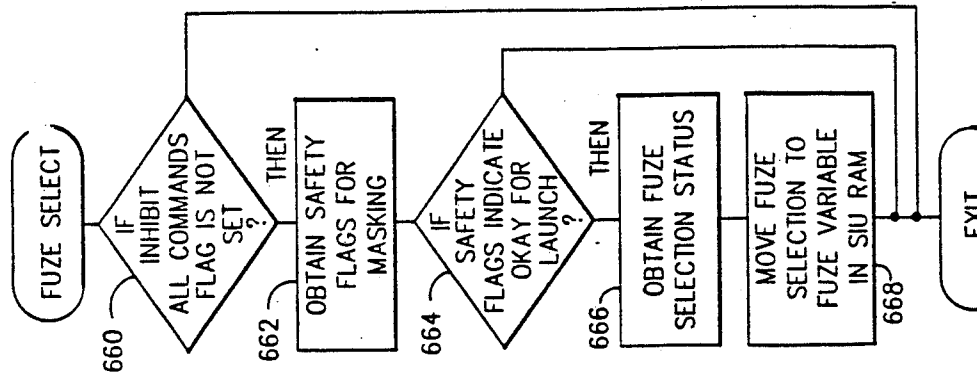 FUZE SELECT
660
IF
INHIBIT
ALL COMMANDS
FLAG IS NOT
SET
?
THEN
662
OBTAIN SAFETY
FLAGS FOR
MASKING
664
IF
SAFETY
FLAGS INDICATE
OKAY FOR
LAUNCH
?
THEN
666
OBTAIN FUZE
SELECTION STATUS
MOVE FUZE
SELECTION TO
FUZE VARIABLE
IN SIU RAM
668
EXIT